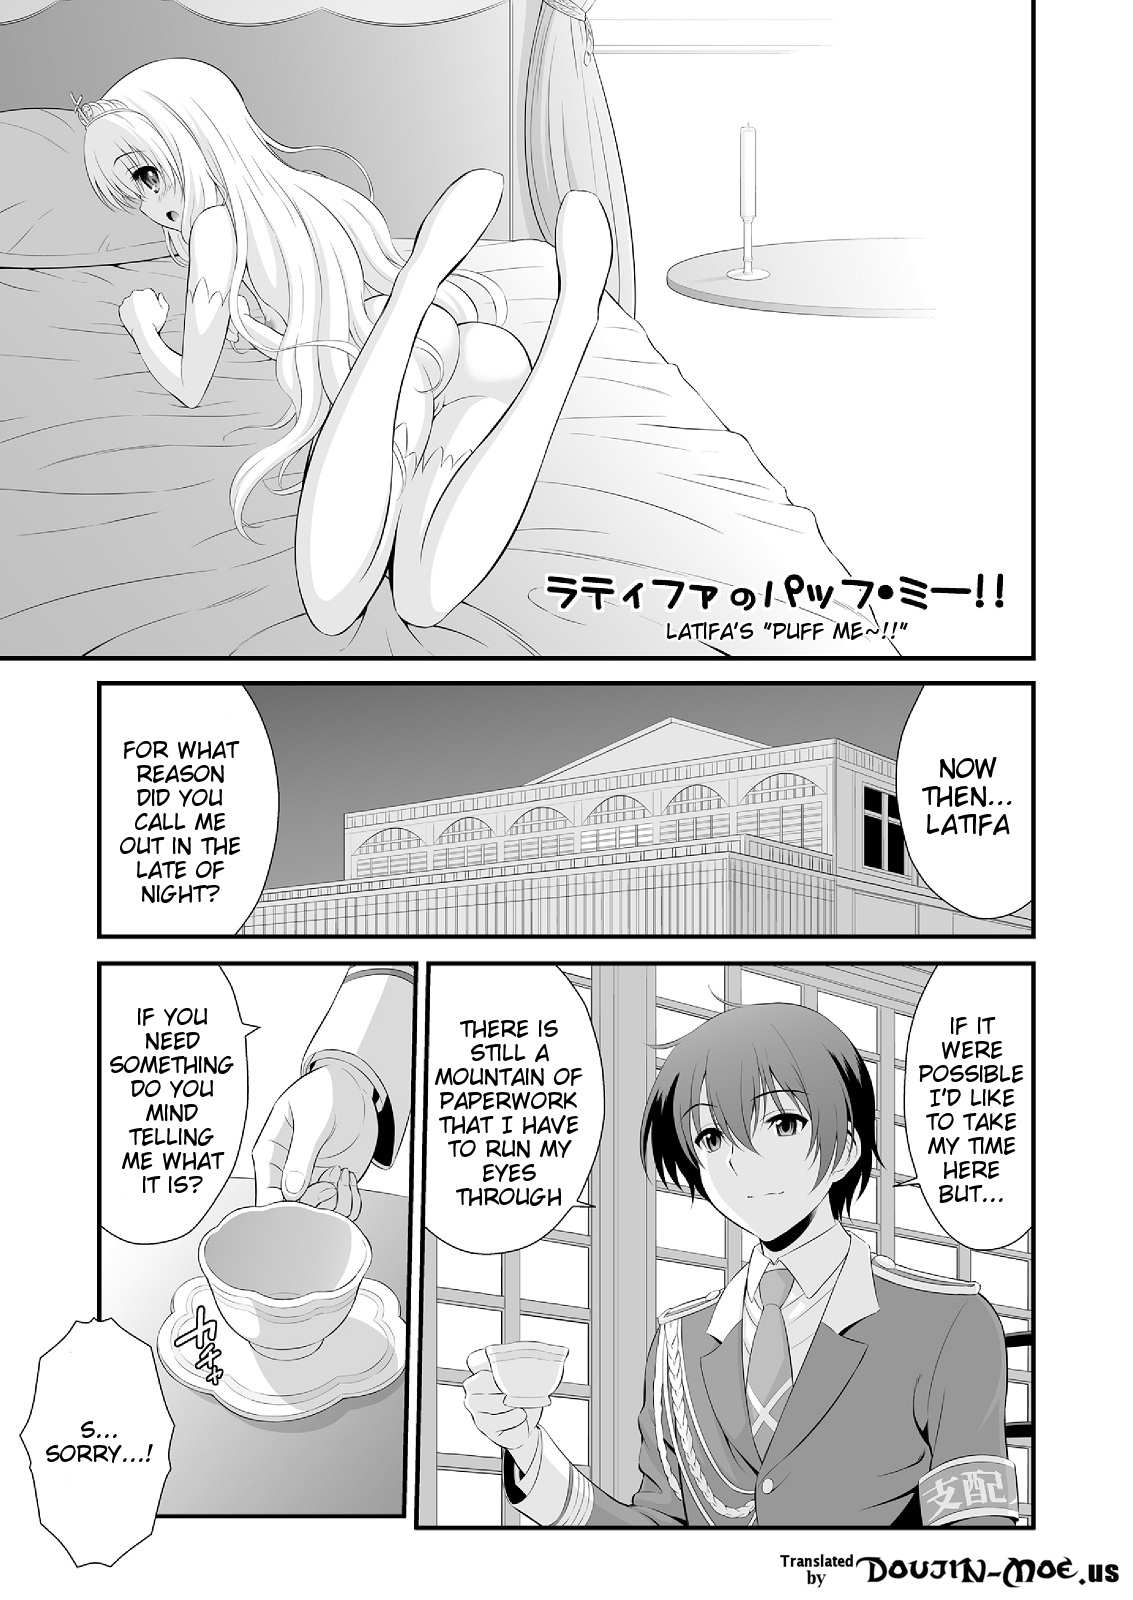 ラティファのパッフ・ミー!!
LATIFA'S "PUFF ME~!!"
NOW
THEN...
LATIFA
FOR WHAT
REASON
DID YOU
CALL ME
OUT IN THE
LATE OF
NIGHT?
IF IT
WERE
POSSIBLE
I'D LIKE
TO TAKE
MY TIME
HERE
BUT...
THERE IS
STILL A
MOUNTAIN OF
PAPERWORK
THAT I HAVE
TO RUN MY
EYES
THROUGH
支配
IF YOU
NEED
SOMETHING
DO YOU
MIND
TELLING
ME WHAT
IT IS?
カチャ
S...
SORRY...!
Translated
by
DOUJIN-MOE.us